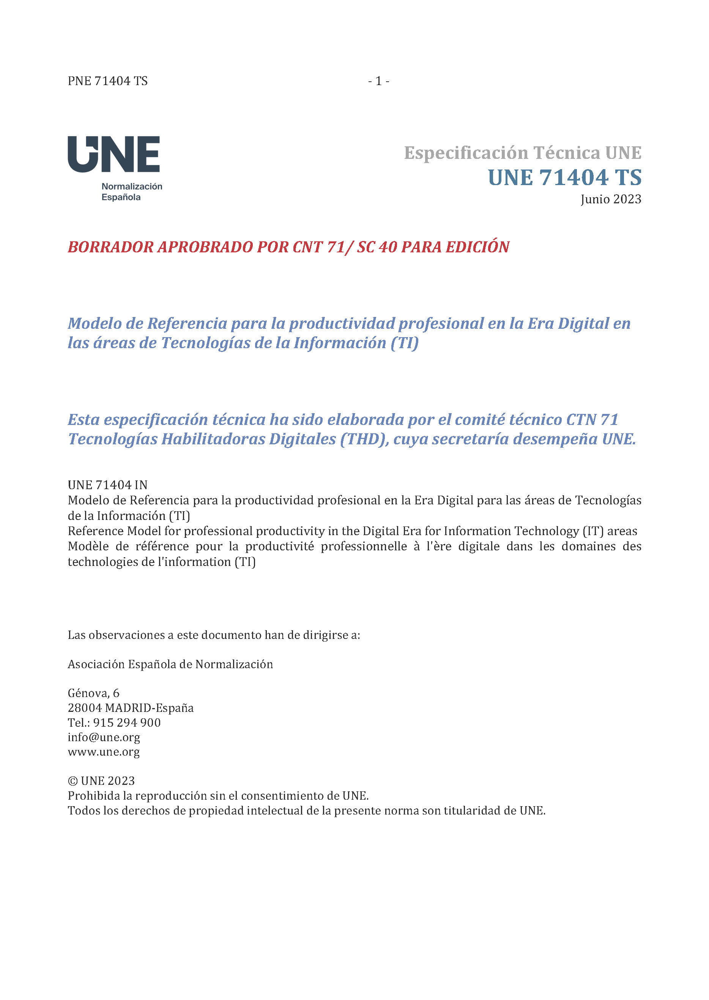 PNE 71404 TS - 1 -
UNE
Normalización
Española
Especificación Técnica UNE
UNE 71404 TS
Junio 2023
BORRADOR APROBRADO POR CNT 71/ SC 40 PARA EDICIÓN
Modelo de Referencia para la productividad profesional en la Era Digital en
las áreas de Tecnologías de la Información (TI)
Esta especificación técnica ha sido elaborada por el comité técnico CTN 71
Tecnologías Habilitadoras Digitales (THD), cuya secretaría desempeña UNE.
UNE 71404 IN
Modelo de Referencia para la productividad profesional en la Era Digital para las áreas de Tecnologías
de la Información (TI)
Reference Model for professional productivity in the Digital Era for Information Technology (IT) areas
Modèle de référence pour la productivité professionnelle à l'ère digitale dans les domaines des
technologies de l'information (TI)
Las observaciones a este documento han de dirigirse a:
Asociación Española de Normalización
Génova, 6
28004 MADRID-España
Tel.: 915 294 900
info@une.org
www.une.org
© UNE 2023
Prohibida la reproducción sin el consentimiento de UNE.
Todos los derechos de propiedad intelectual de la presente norma son titularidad de UNE.